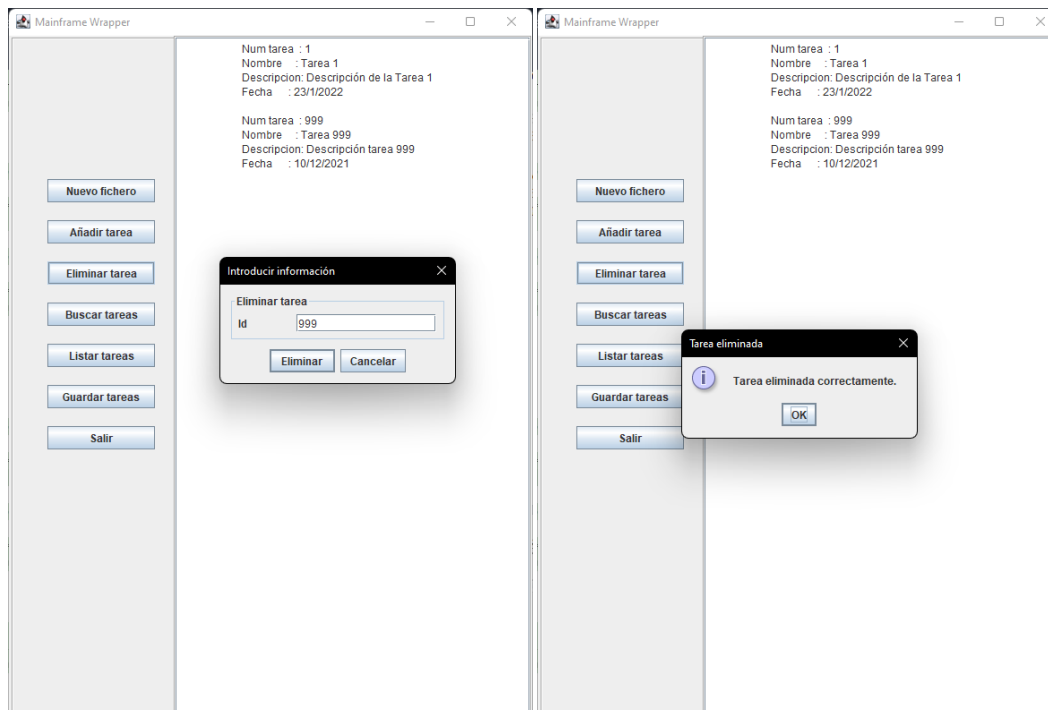 Mainframe Wrapper
Num tarea : 1
Nombre : Tarea 1
Descripcion: Descripción de la Tarea 1
Fecha : 23/1/2022
Num tarea : 999
Nombre : Tarea 999
Descripcion: Descripción tarea 999
Fecha : 10/12/2021
Nuevo fichero
Añadir tarea
Eliminar tarea
Buscar tareas
Listar tareas
Guardar tareas
Salir
Introducir información
Eliminar tarea
Id 999
Eliminar Cancelar
Mainframe Wrapper
Num tarea : 1
Nombre : Tarea 1
Descripcion: Descripción de la Tarea 1
Fecha : 23/1/2022
Num tarea : 999
Nombre : Tarea 999
Descripcion: Descripción tarea 999
Fecha : 10/12/2021
Nuevo fichero
Añadir tarea
Eliminar tarea
Buscar tareas
Listar tareas
Guardar tareas
Salir
Tarea eliminada
Tarea eliminada correctamente.
OK